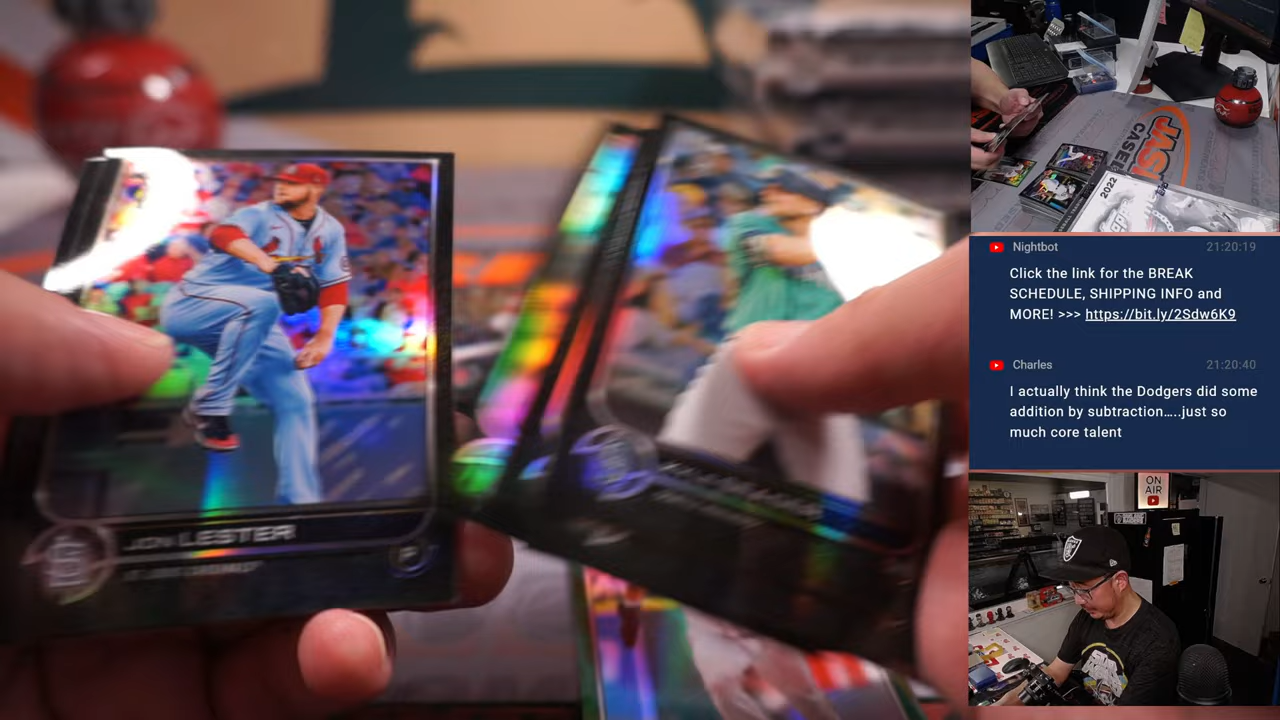 JON LESTER
P
JASPY
CASE
2022
Nightbot 21:20:19
Click the link for the BREAK
SCHEDULE, SHIPPING INFO and
MORE! >>> https://bit.ly/2Sdw6K9
Charles 21:20:40
I actually think the Dodgers did some
addition by subtraction…..just so
much core talent
ON
AIR